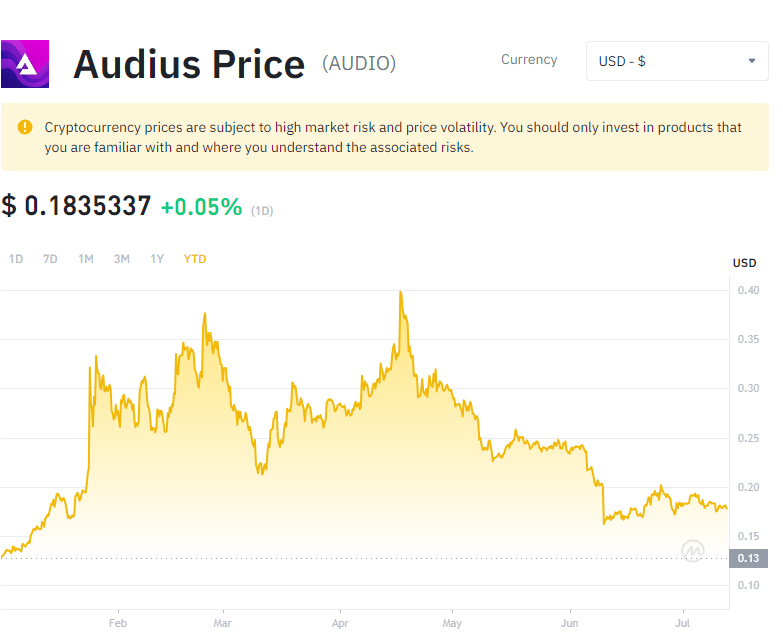 Audius Price (AUDIO)
Currency
USD - $
Cryptocurrency prices are subject to high market risk and price volatility. You should only invest in products that
you are familiar with and where you understand the associated risks.
$ 0.1835337 +0.05% (1D)
1D 7D 1M 3M 1Y YTD
USD
0.40
0.35
0.30
0.25
0.20
0.15
0.13
0.10
Feb Mar Apr May Jun Jul